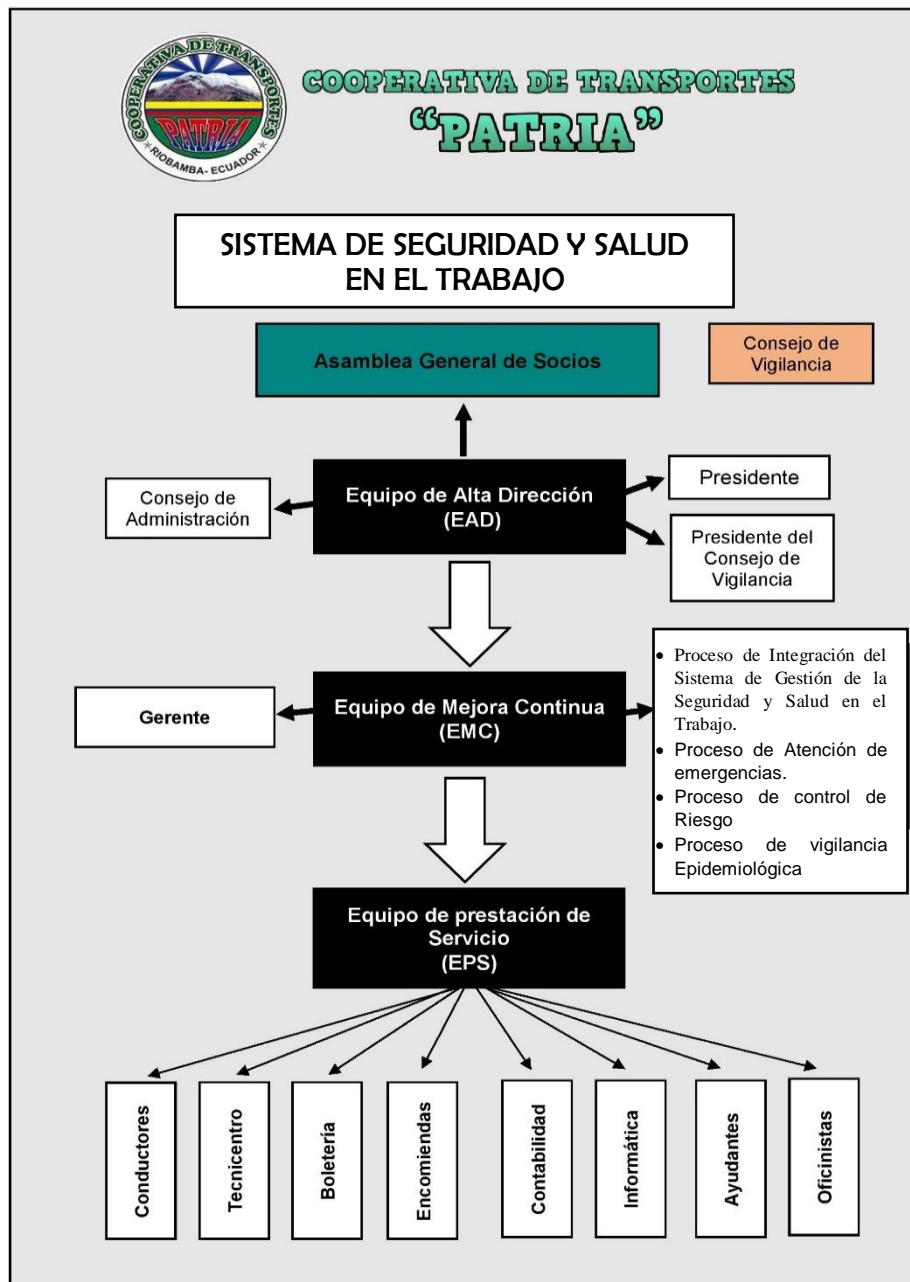 COOPERATIVA DE TRANSPORTES
PATRIA
RIOBAMBA- ECUADOR
COOPERATIVA DE TRANSPORTES
“PATRIA”
SISTEMA DE SEGURIDAD Y SALUD
EN EL TRABAJO
Asamblea General de Socios
Consejo de
Vigilancia
Consejo de
Administración
Equipo de Alta Dirección
(EAD)
Presidente
Presidente del
Consejo de
Vigilancia
Gerente
Equipo de Mejora Continua
(EMC)
• Proceso de Integración del
Sistema de Gestión de la
Seguridad y Salud en el
Trabajo.
• Proceso de Atención de
emergencias.
• Proceso de control de
Riesgo
• Proceso de vigilancia
Epidemiológica
Equipo de prestación de
Servicio
(EPS)
Conductores
Tecnicentro
Boletería
Encomiendas
Contabilidad
Informática
Ayudantes
Oficinistas